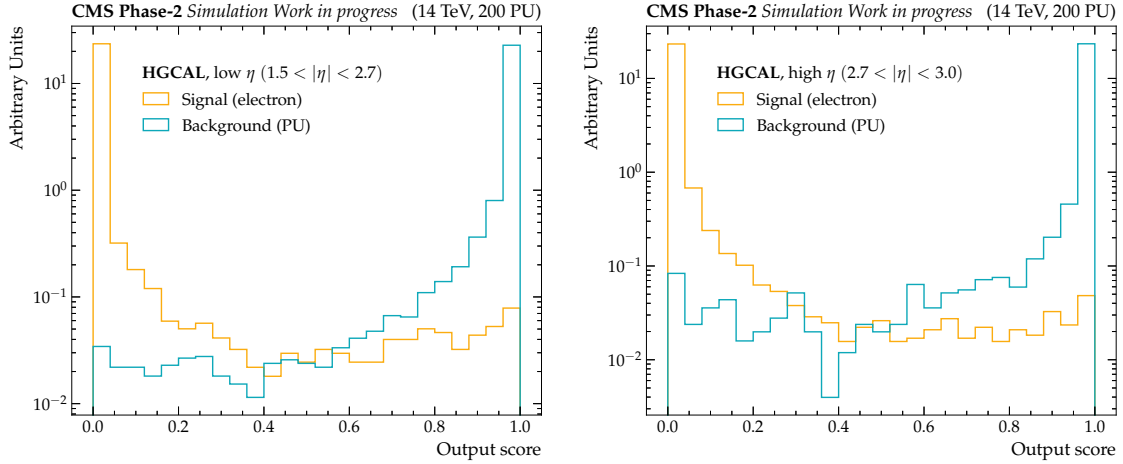 CMS Phase-2 Simulation Work in progress (14 TeV, 200 PU)
Arbitrary Units
HGCAL, low η (1.5 < |η| < 2.7)
Signal (electron)
Background (PU)
10¹
10⁰
10⁻¹
10⁻²
0.0 0.2 0.4 0.6 0.8 1.0
Output score
CMS Phase-2 Simulation Work in progress (14 TeV, 200 PU)
Arbitrary Units
HGCAL, high η (2.7 < |η| < 3.0)
Signal (electron)
Background (PU)
10¹
10⁰
10⁻¹
10⁻²
0.0 0.2 0.4 0.6 0.8 1.0
Output score